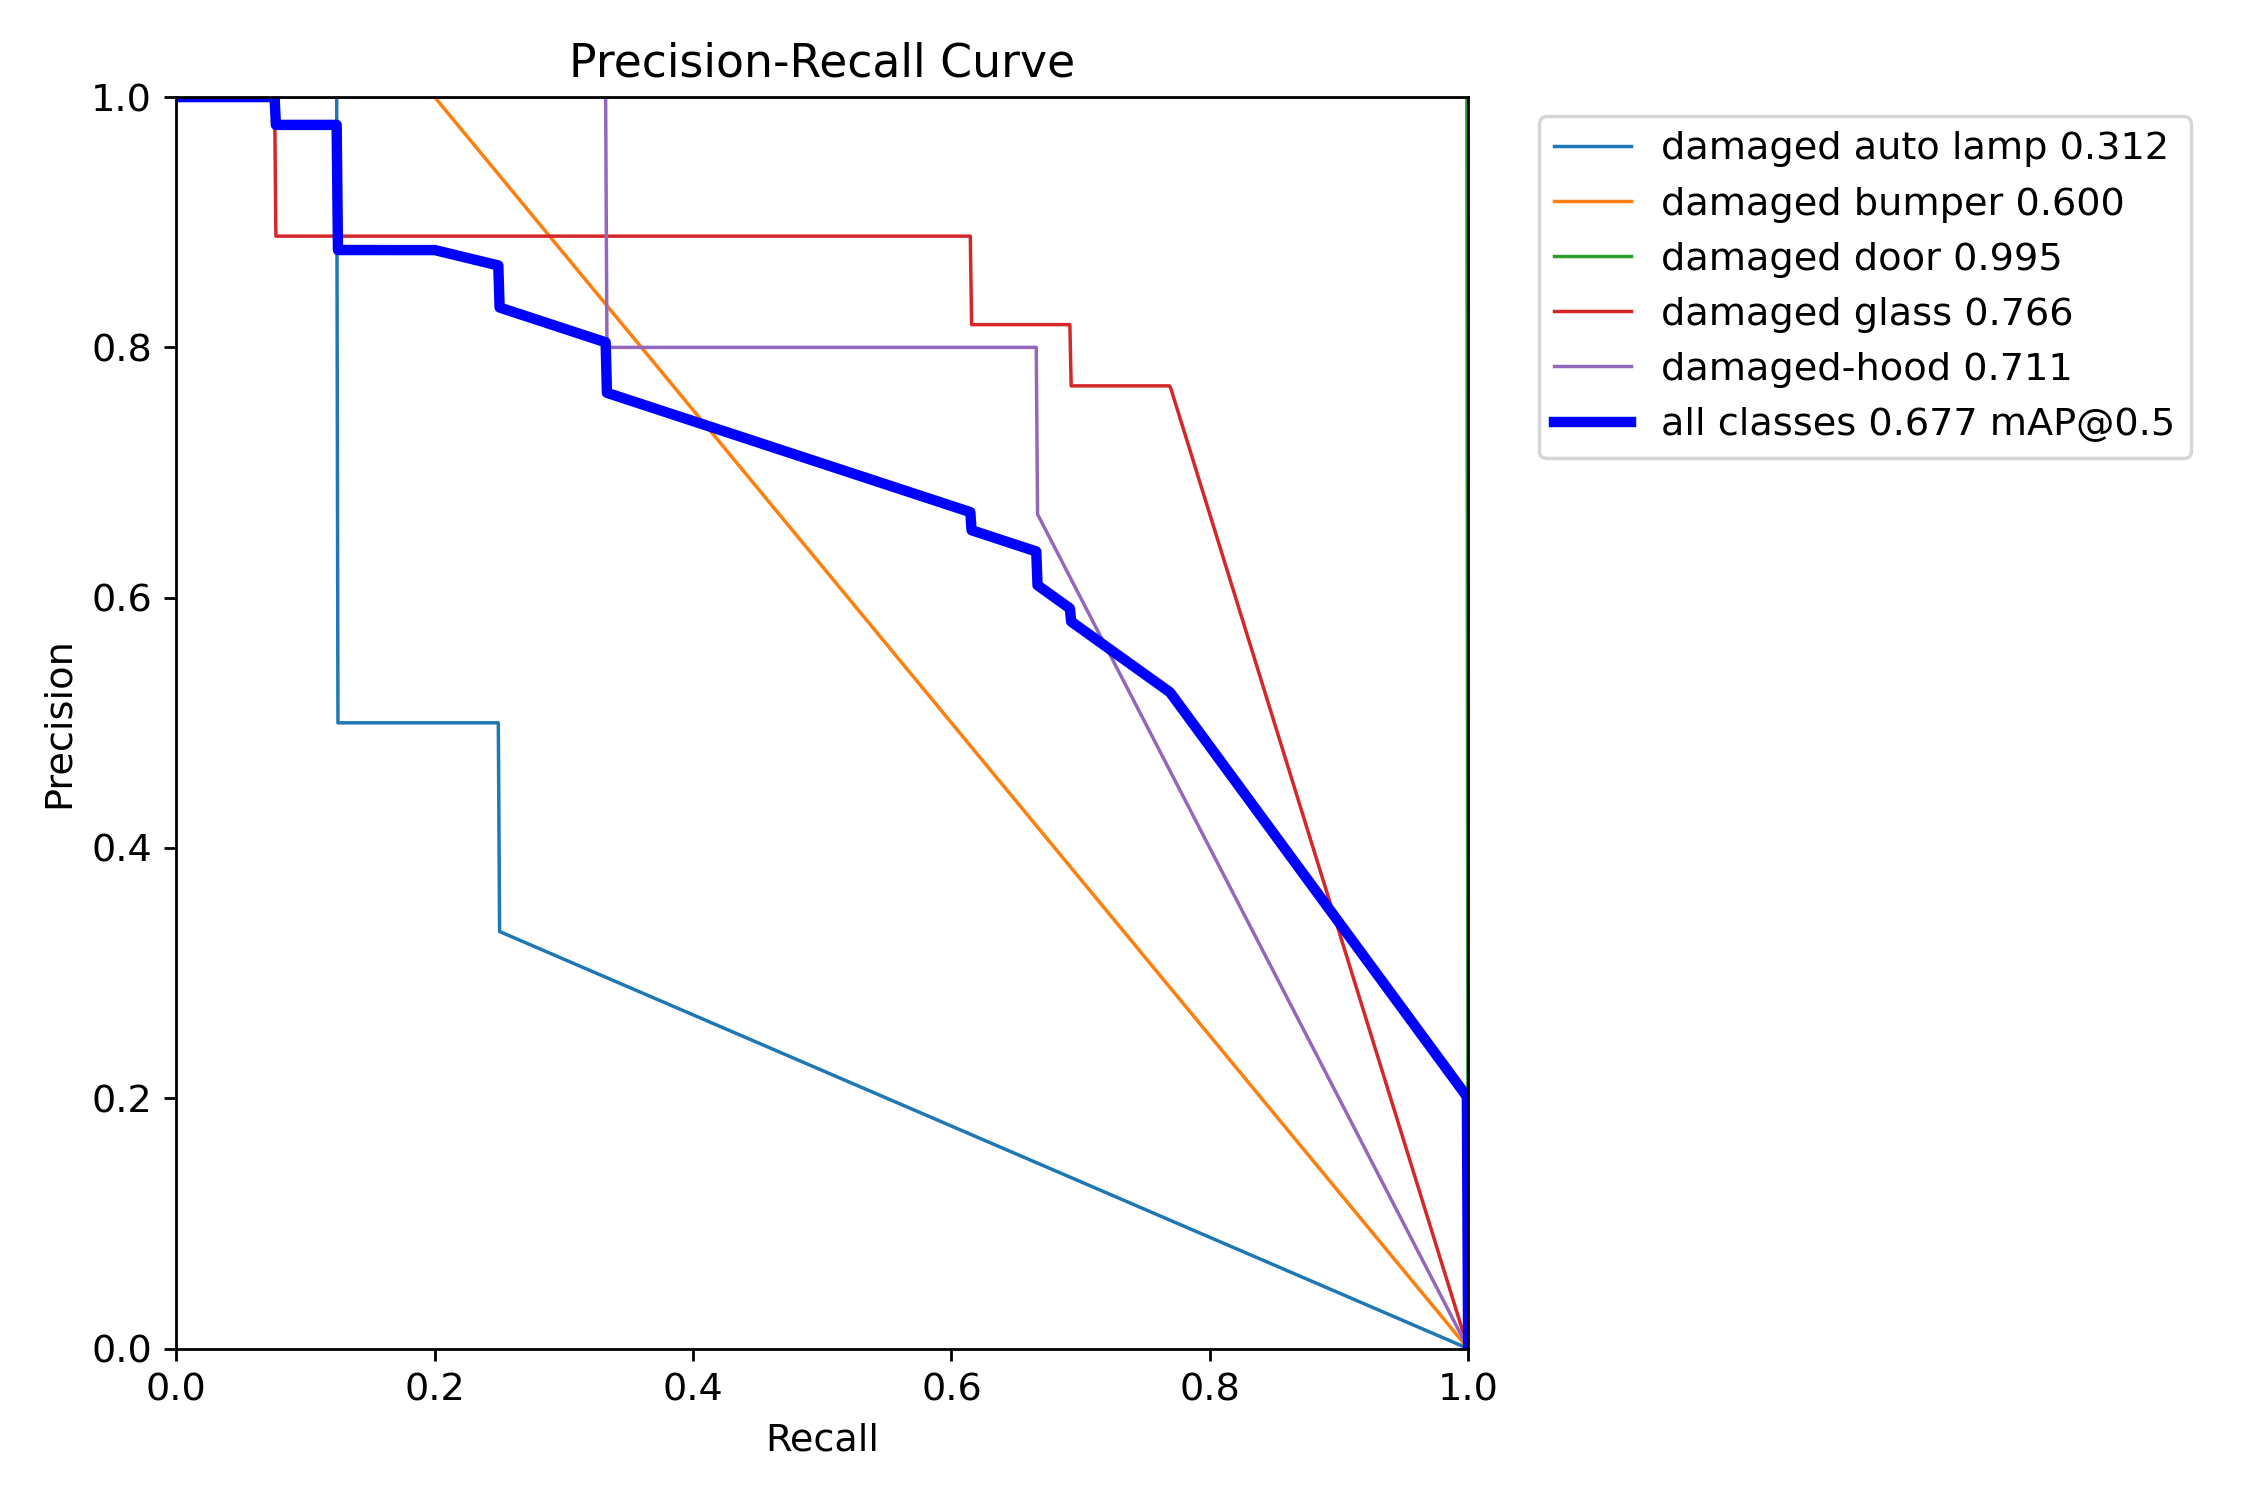 Precision-Recall Curve
1.0
0.8
0.6
0.4
0.2
0.0
Precision
0.0 0.2 0.4 0.6 0.8 1.0
Recall
damaged auto lamp 0.312
damaged bumper 0.600
damaged door 0.995
damaged glass 0.766
damaged-hood 0.711
all classes 0.677 mAP@0.5